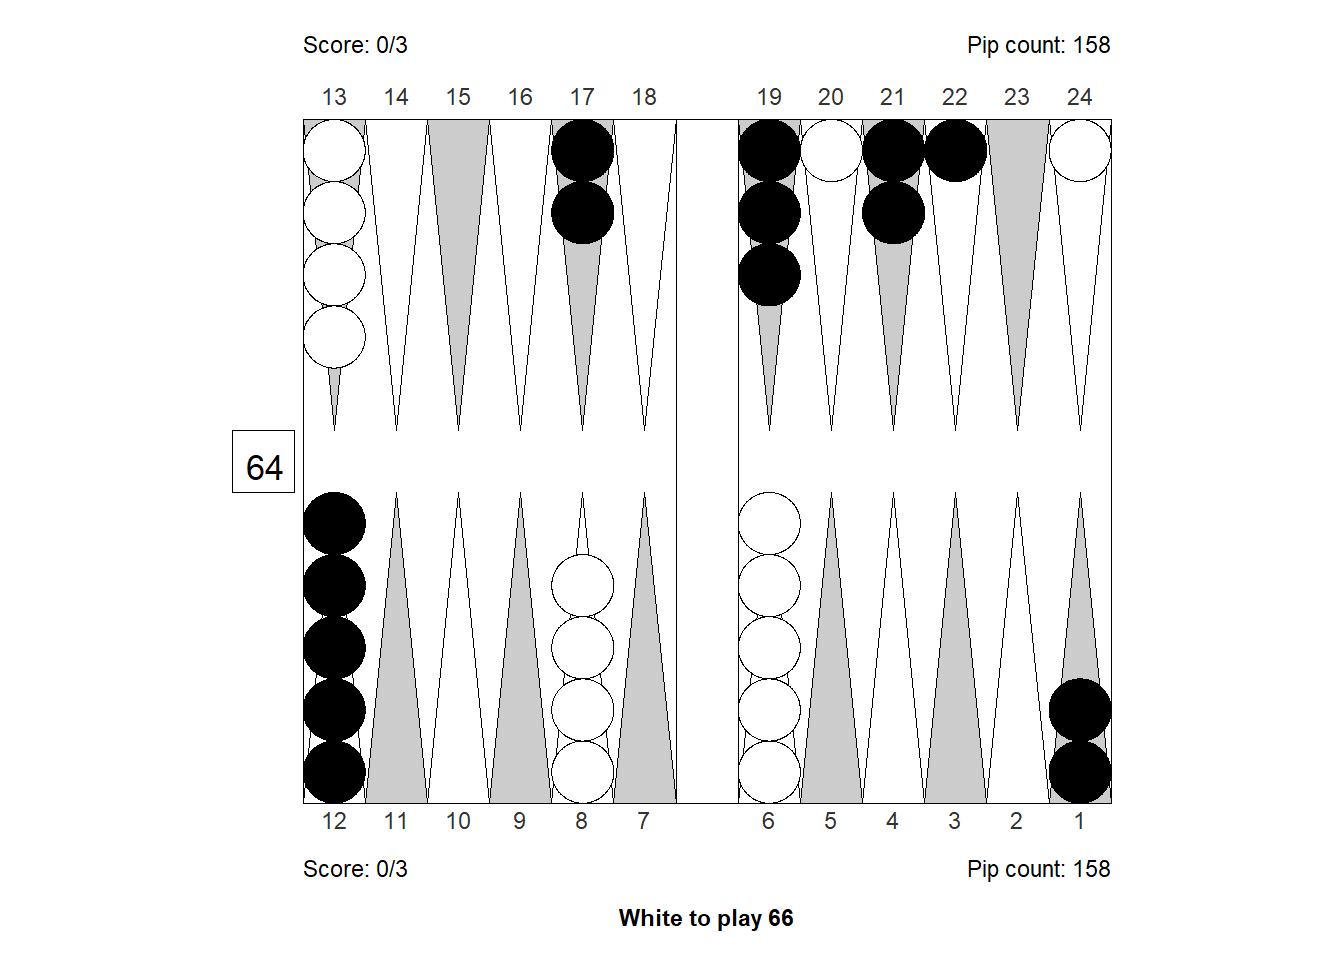 Score: 0/3 Pip count: 158
13 14 15 16 17 18 19 20 21 22 23 24
64
12 11 10 9 8 7 6 5 4 3 2 1
Score: 0/3 Pip count: 158
White to play 66